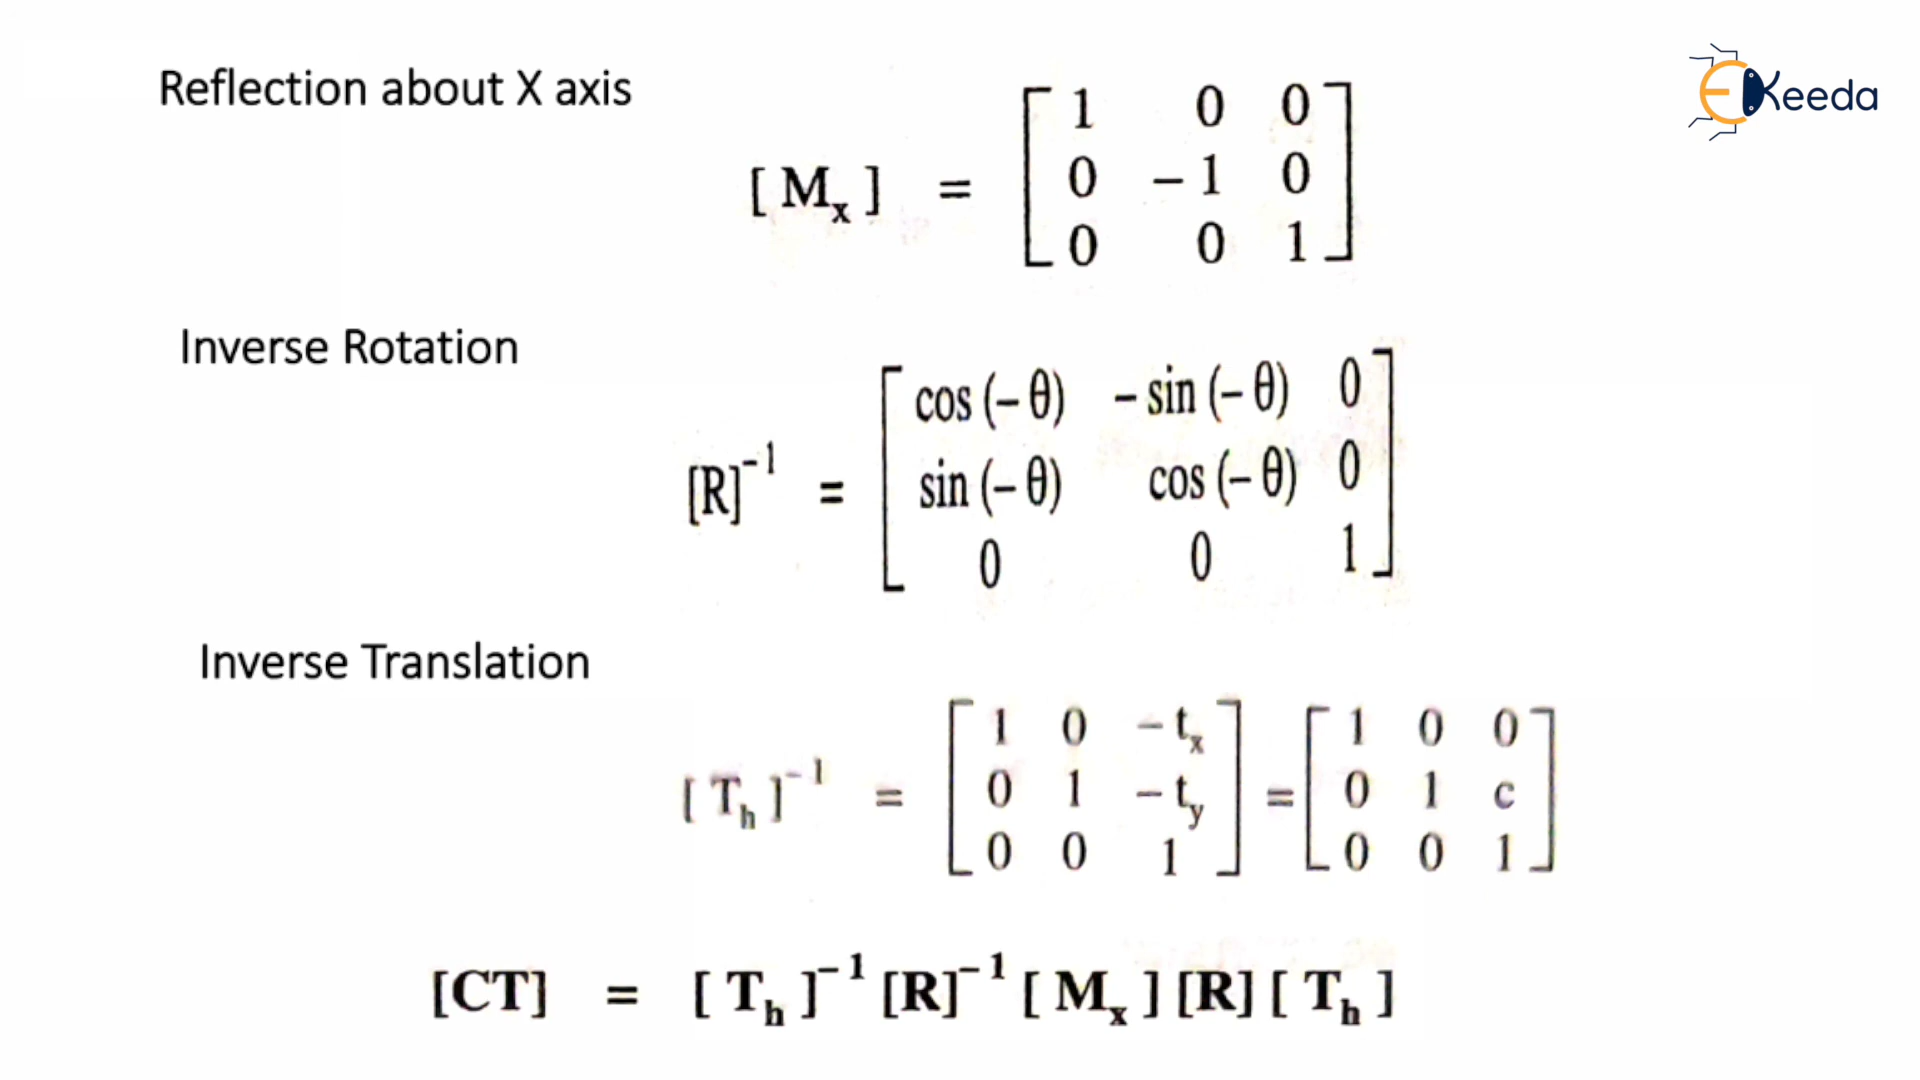 Reflection about X axis
EKeeda
[ Mₓ ] = [ 1 0 0
0 – 1 0
0 0 1 ]
Inverse Rotation
[R]⁻¹ = [ cos (– θ) – sin (– θ) 0
sin (– θ) cos (– θ) 0
0 0 1 ]
Inverse Translation
[ Tₕ ]⁻¹ = [ 1 0 – tₓ ] = [ 1 0 0 ]
0 1 – t_y 0 1 c
0 0 1 0 0 1
[CT] = [ Tₕ ]⁻¹ [R]⁻¹ [ Mₓ ] [R] [ Tₕ ]